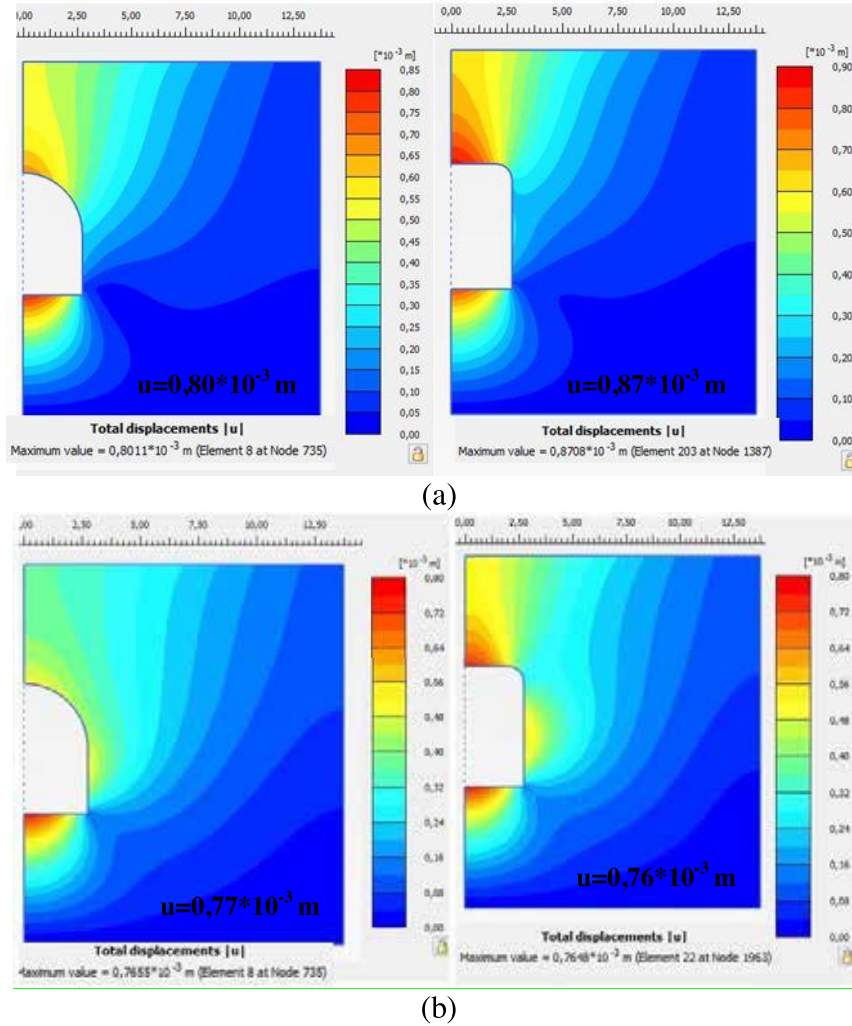 0,00 2,50 5,00 7,50 10,00 12,50
[*10⁻³ m]
0,85
0,80
0,75
0,70
0,65
0,60
0,55
0,50
0,45
0,40
0,35
0,30
0,25
0,20
0,15
0,10
0,05
0,00
u=0,80*10⁻³ m
Total displacements |u|
Maximum value = 0,8011*10⁻³ m (Element 8 at Node 735)
0,00 2,50 5,00 7,50 10,00 12,50
[*10⁻³ m]
0,90
0,80
0,70
0,60
0,50
0,40
0,30
0,20
0,10
0,00
u=0,87*10⁻³ m
Total displacements |u|
Maximum value = 0,8708*10⁻³ m (Element 203 at Node 1387)
(a)
,00 2,50 5,00 7,50 10,00 12,50
[*10⁻³ m]
0,80
0,72
0,64
0,56
0,48
0,40
0,32
0,24
0,16
0,08
0,00
u=0,77*10⁻³ m
Total displacements |u|
Maximum value = 0,7655*10⁻³ m (Element 8 at Node 735)
0,00 2,50 5,00 7,50 10,00 12,50
[*10⁻³ m]
0,80
0,72
0,64
0,56
0,48
0,40
0,32
0,24
0,16
0,08
0,00
u=0,76*10⁻³ m
Total displacements |u|
Maximum value = 0,7648*10⁻³ m (Element 22 at Node 1963)
(b)